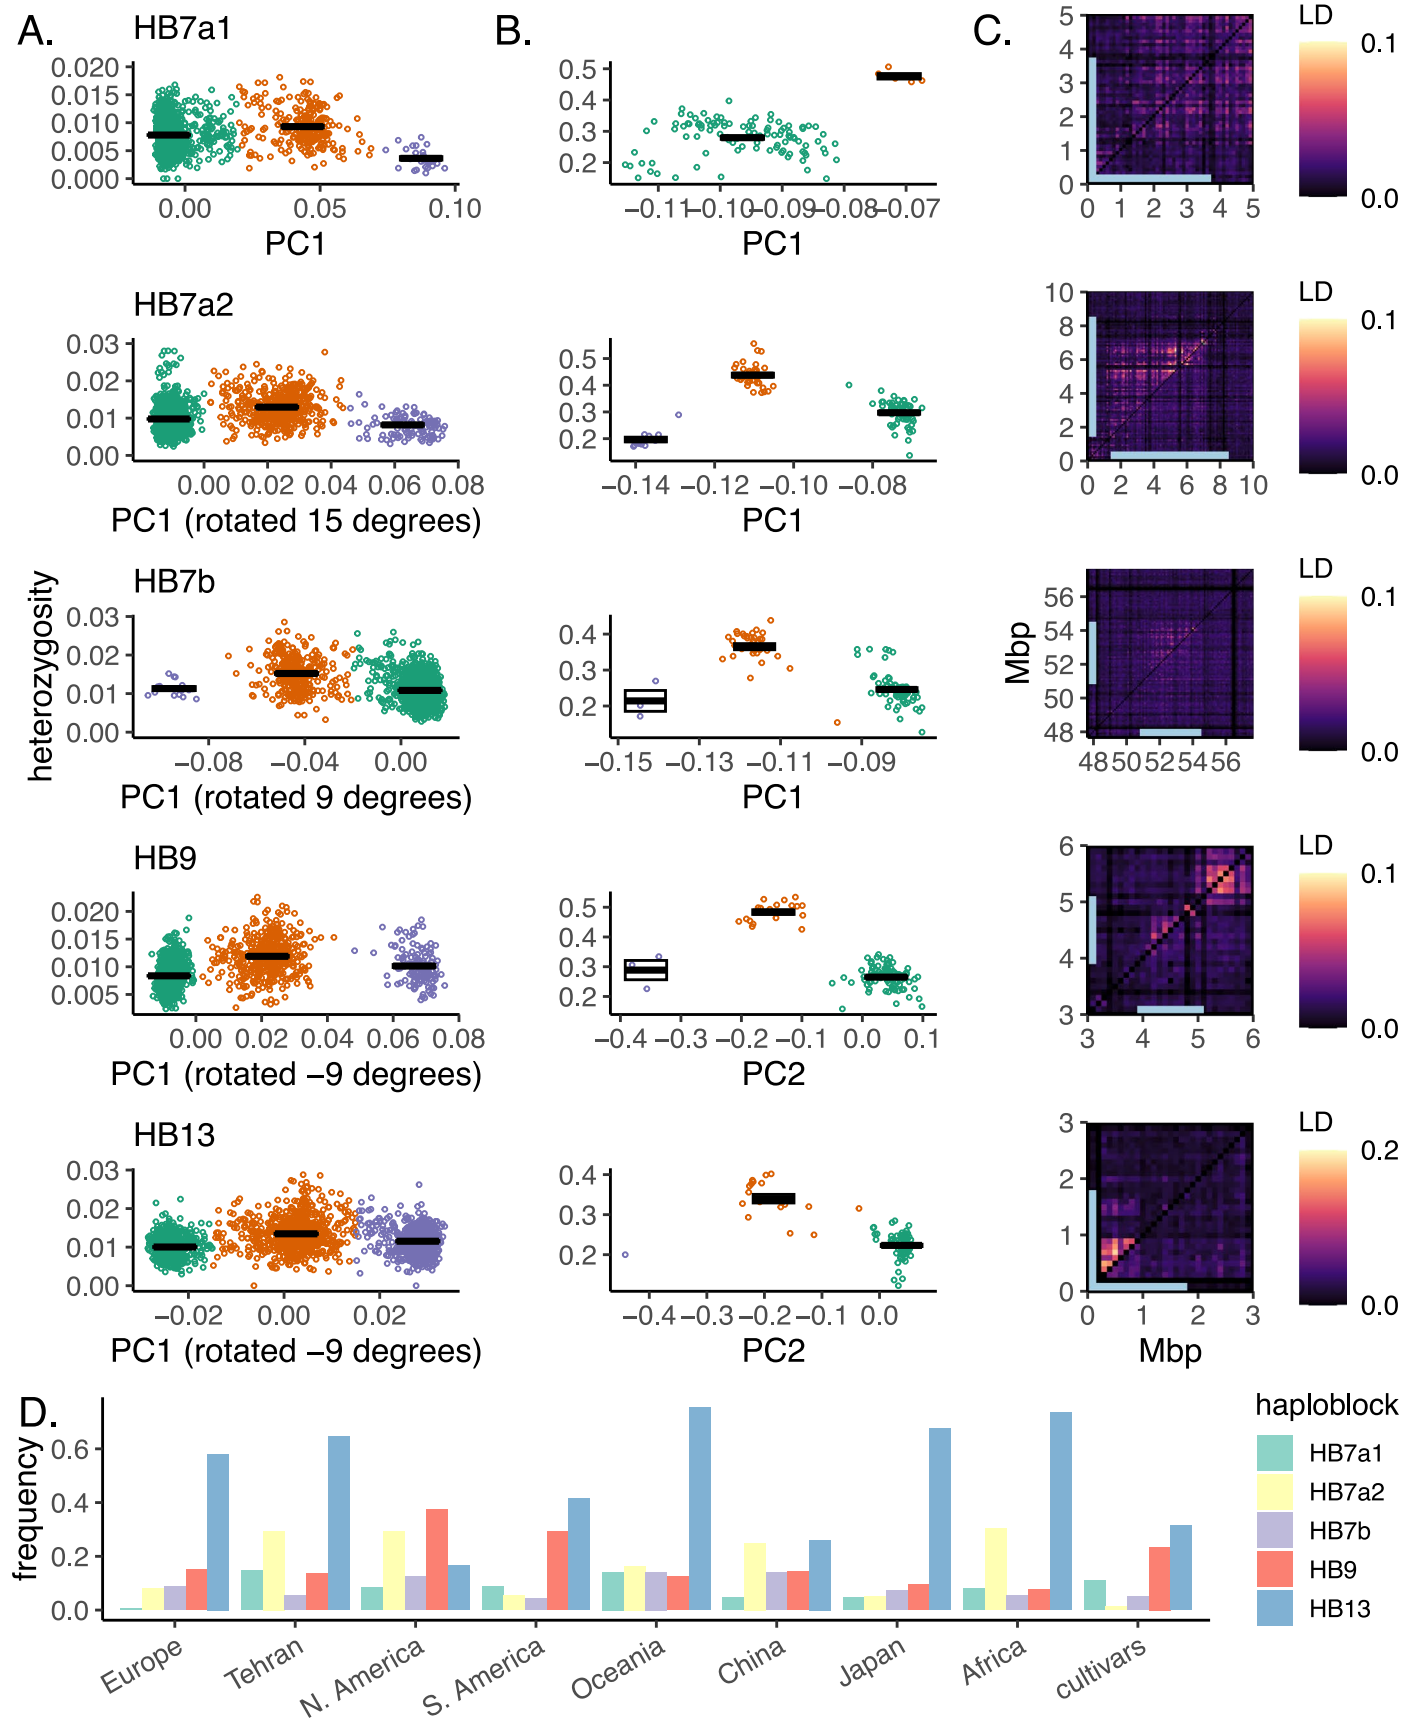 A.
HB7a1
B.
C.
0.020
0.015
0.010
0.005
0.000
0.00 0.05 0.10
PC1
0.5
0.4
0.3
0.2
−0.11 −0.10 −0.09 −0.08 −0.07
PC1
5
4
3
2
1
0
0 1 2 3 4 5
LD
0.1
0.0
HB7a2
0.03
0.02
0.01
0.00
0.00 0.02 0.04 0.06 0.08
PC1 (rotated 15 degrees)
0.5
0.4
0.3
0.2
−0.14 −0.12 −0.10 −0.08
PC1
10
8
6
4
2
0
0 2 4 6 8 10
LD
0.1
0.0
heterozygosity
HB7b
0.03
0.02
0.01
0.00
−0.08 −0.04 0.00
PC1 (rotated 9 degrees)
0.4
0.3
0.2
−0.15 −0.13 −0.11 −0.09
PC1
Mbp
56
54
52
50
48
48 50 52 54 56
LD
0.1
0.0
HB9
0.020
0.015
0.010
0.005
0.00 0.02 0.04 0.06 0.08
PC1 (rotated −9 degrees)
0.5
0.4
0.3
0.2
−0.4 −0.3 −0.2 −0.1 0.0 0.1
PC2
6
5
4
3
3 4 5 6
LD
0.1
0.0
HB13
0.03
0.02
0.01
0.00
−0.02 0.00 0.02
PC1 (rotated −9 degrees)
0.4
0.3
0.2
−0.4 −0.3 −0.2 −0.1 0.0
PC2
3
2
1
0
0 1 2 3
Mbp
LD
0.2
0.0
D.
frequency
0.6
0.4
0.2
0.0
Europe
Tehran
N. America
S. America
Oceania
China
Japan
Africa
cultivars
haploblock
HB7a1
HB7a2
HB7b
HB9
HB13